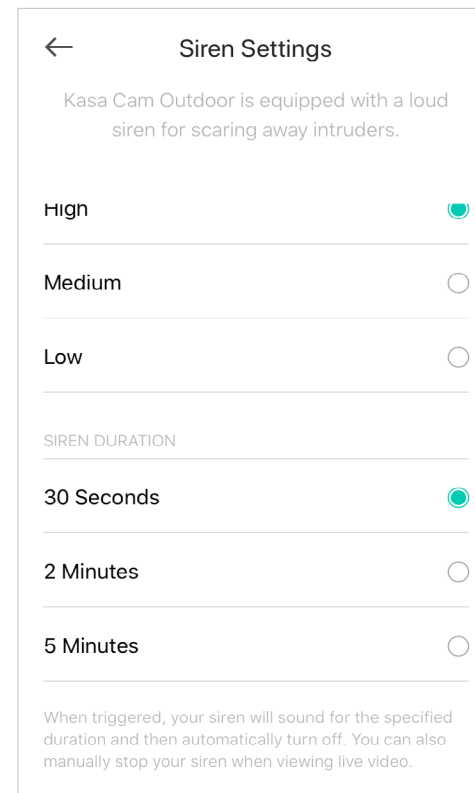 Siren Settings
Kasa Cam Outdoor is equipped with a loud
siren for scaring away intruders.
High
Medium
Low
SIREN DURATION
30 Seconds
2 Minutes
5 Minutes
When triggered, your siren will sound for the specified
duration and then automatically turn off. You can also
manually stop your siren when viewing live video.